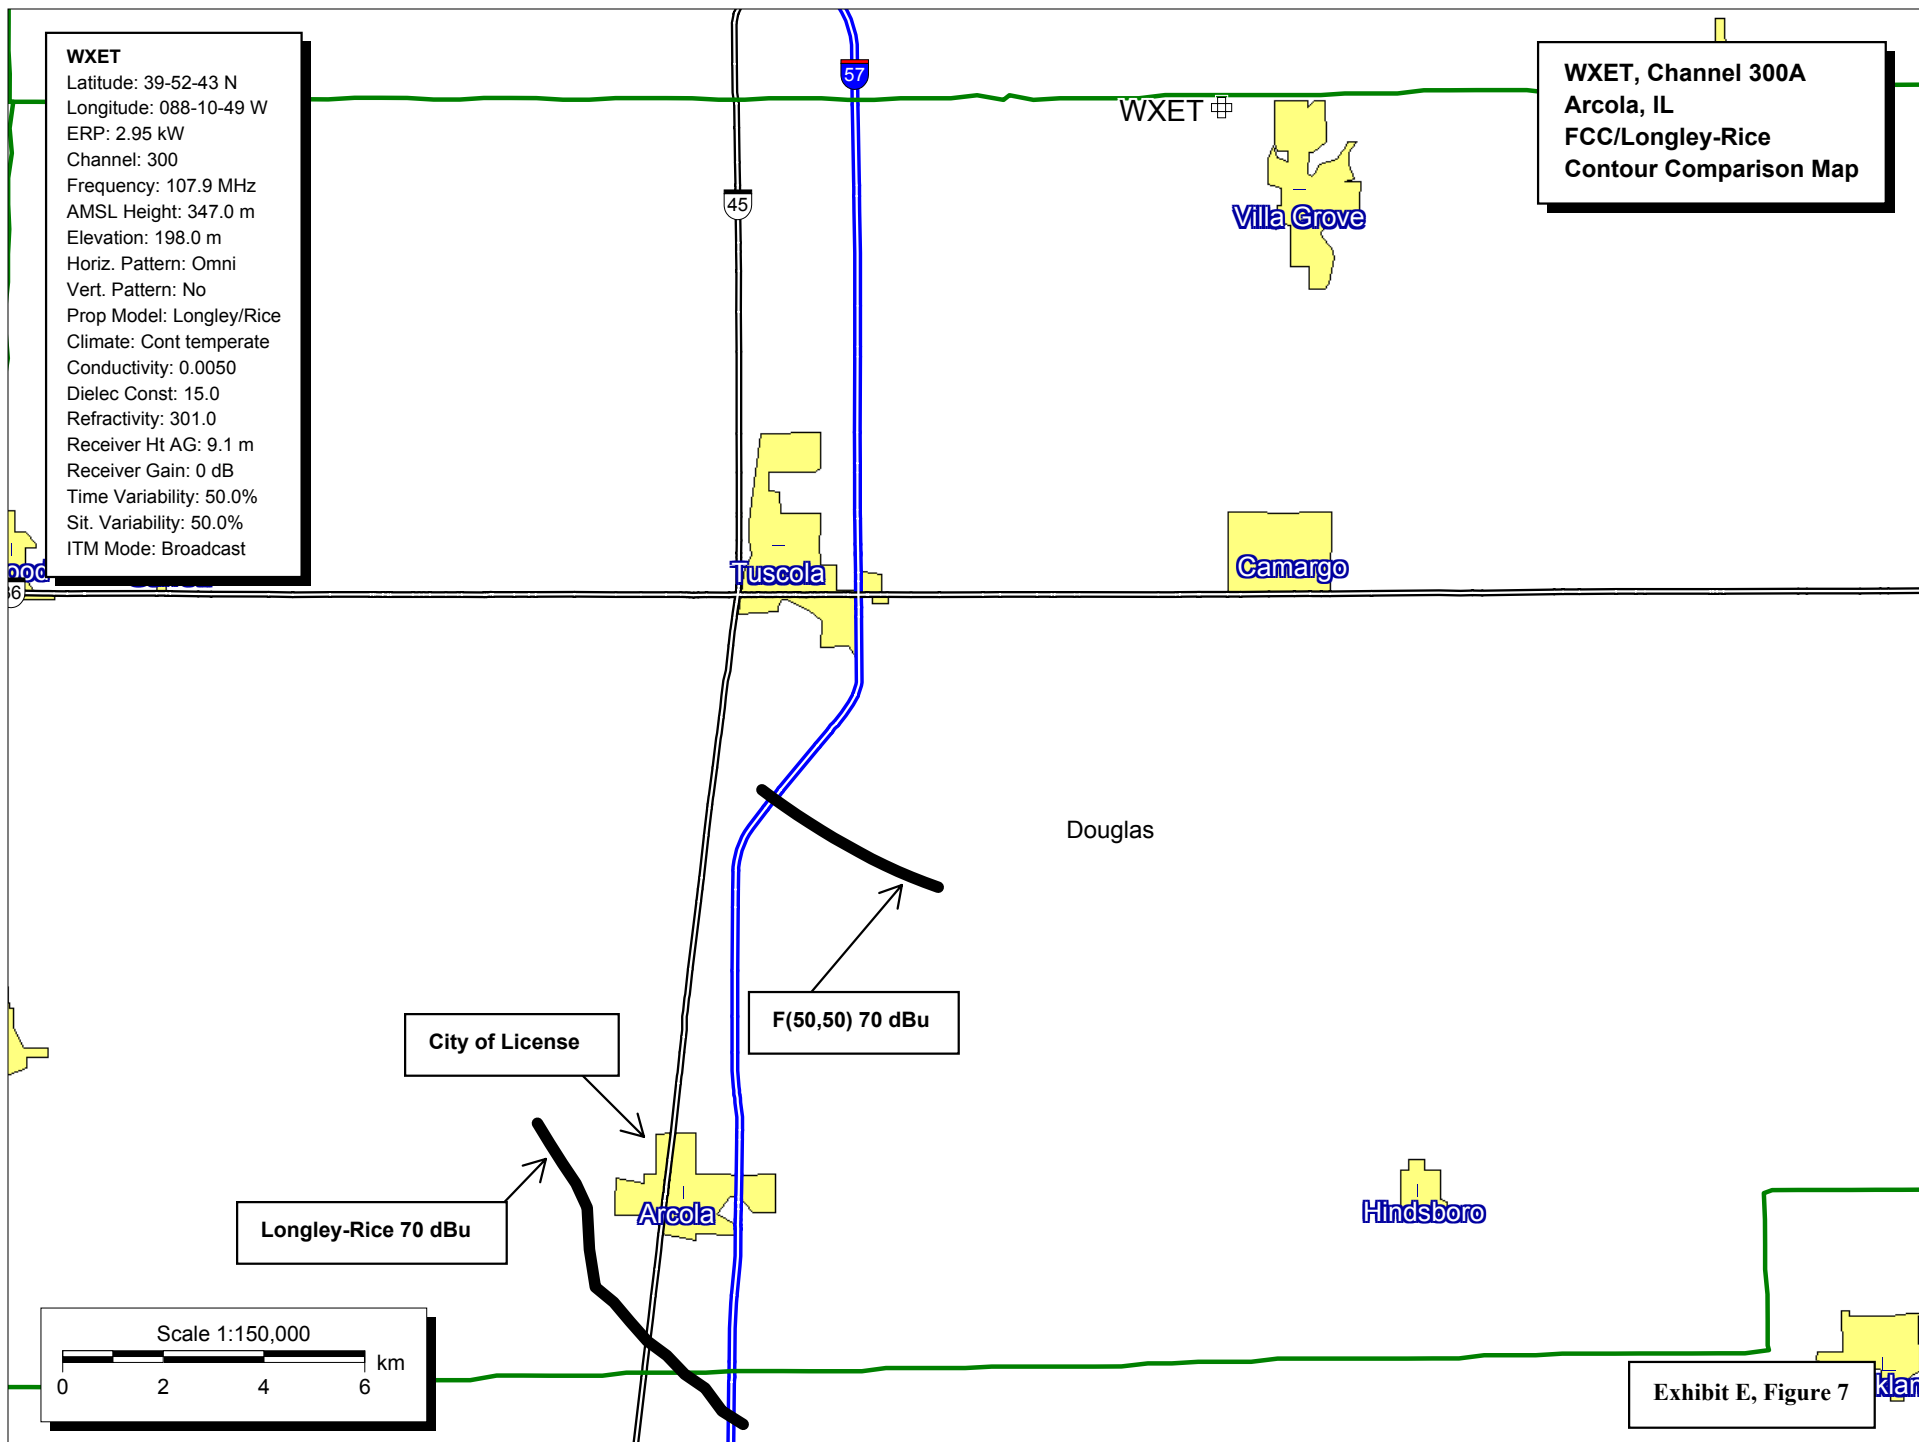 WXET
Latitude: 39-52-43 N
Longitude: 088-10-49 W
ERP: 2.95 kW
Channel: 300
Frequency: 107.9 MHz
AMSL Height: 347.0 m
Elevation: 198.0 m
Horiz. Pattern: Omni
Vert. Pattern: No
Prop Model: Longley/Rice
Climate: Cont temperate
Conductivity: 0.0050
Dielec Const: 15.0
Refractivity: 301.0
Receiver Ht AG: 9.1 m
Receiver Gain: 0 dB
Time Variability: 50.0%
Sit. Variability: 50.0%
ITM Mode: Broadcast
57
WXET
WXET, Channel 300A
Arcola, IL
FCC/Longley-Rice
Contour Comparison Map
45
Villa Grove
ood
Tuscola
Camargo
36
Douglas
F(50,50) 70 dBu
City of License
Longley-Rice 70 dBu
Arcola
Hindsboro
Scale 1:150,000
km
0 2 4 6
Exhibit E, Figure 7
klan